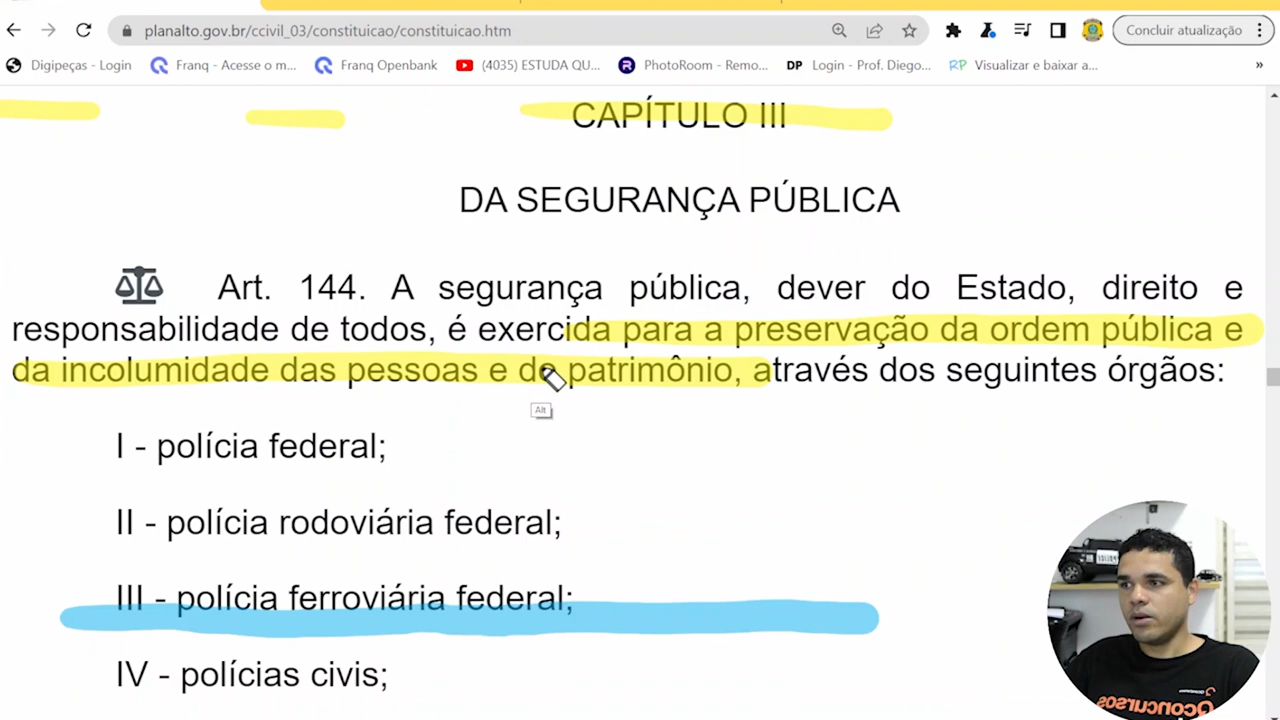 planalto.gov.br/ccivil_03/constituicao/constituicao.htm
Concluir atualização
Digipeças - Login
Franq - Acesse o m...
Franq Openbank
(4035) ESTUDA QU...
PhotoRoom - Remo...
DP Login - Prof. Diego...
RP Visualizar e baixar a...
»
CAPÍTULO III
DA SEGURANÇA PÚBLICA
Art. 144. A segurança pública, dever do Estado, direito e
responsabilidade de todos, é exercida para a preservação da ordem pública e
da incolumidade das pessoas e do patrimônio, através dos seguintes órgãos:
Alt
I - polícia federal;
II - polícia rodoviária federal;
III - polícia ferroviária federal;
IV - polícias civis;
Qconcursos